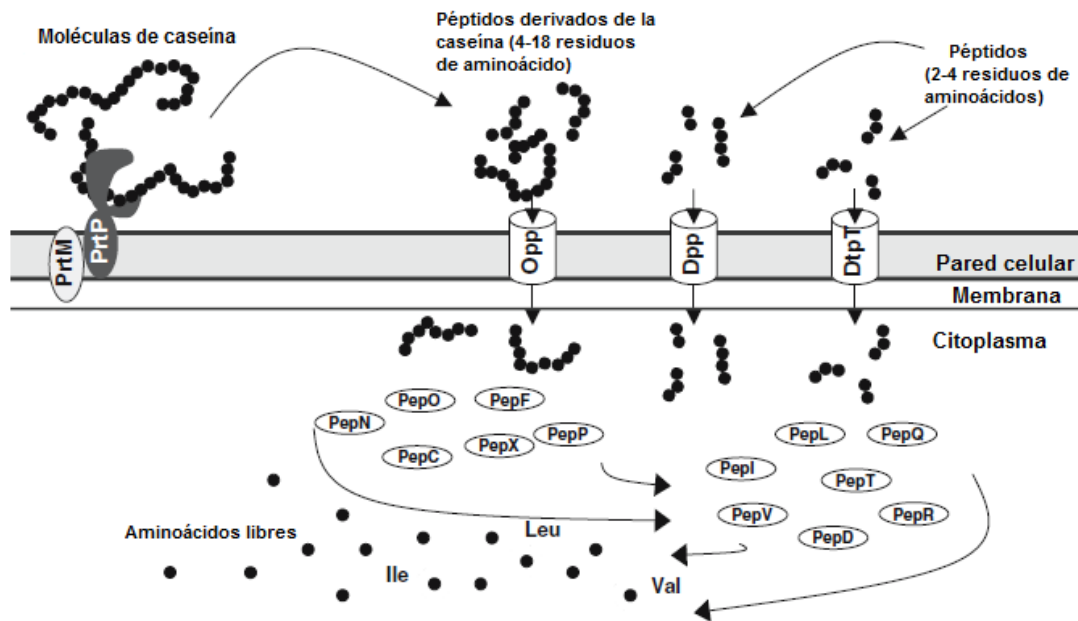 Moléculas de caseína
Péptidos derivados de la
caseína (4-18 residuos
de aminoácido)
Péptidos
(2-4 residuos de
aminoácidos)
PrtM
PrtP
Opp
Dpp
DtpT
Pared celular
Membrana
Citoplasma
PepO
PepF
PepN
PepP
PepX
PepC
PepL
PepQ
PepI
PepT
PepV
PepR
PepD
Aminoácidos libres
Leu
Ile
Val